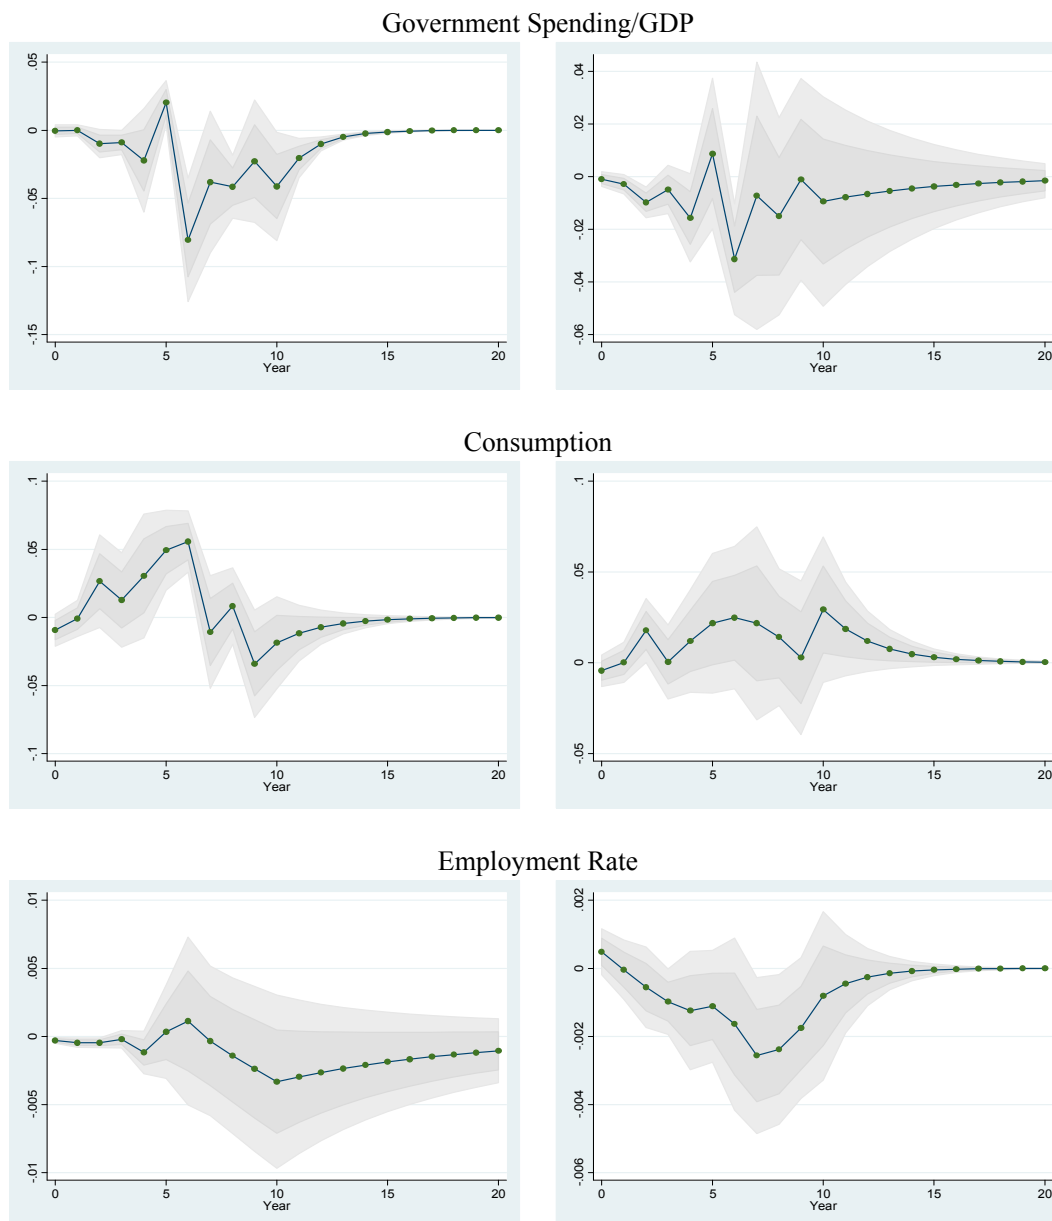 Government Spending/GDP
.05
0
-.05
-.1
-.15
0 5 10 15 20
Year
.04
.02
0
-.02
-.04
-.06
0 5 10 15 20
Year
Consumption
.1
.05
0
-.05
-.1
0 5 10 15 20
Year
.1
.05
0
-.05
0 5 10 15 20
Year
Employment Rate
.01
.005
0
-.005
-.01
0 5 10 15 20
Year
.002
0
-.002
-.004
-.006
0 5 10 15 20
Year